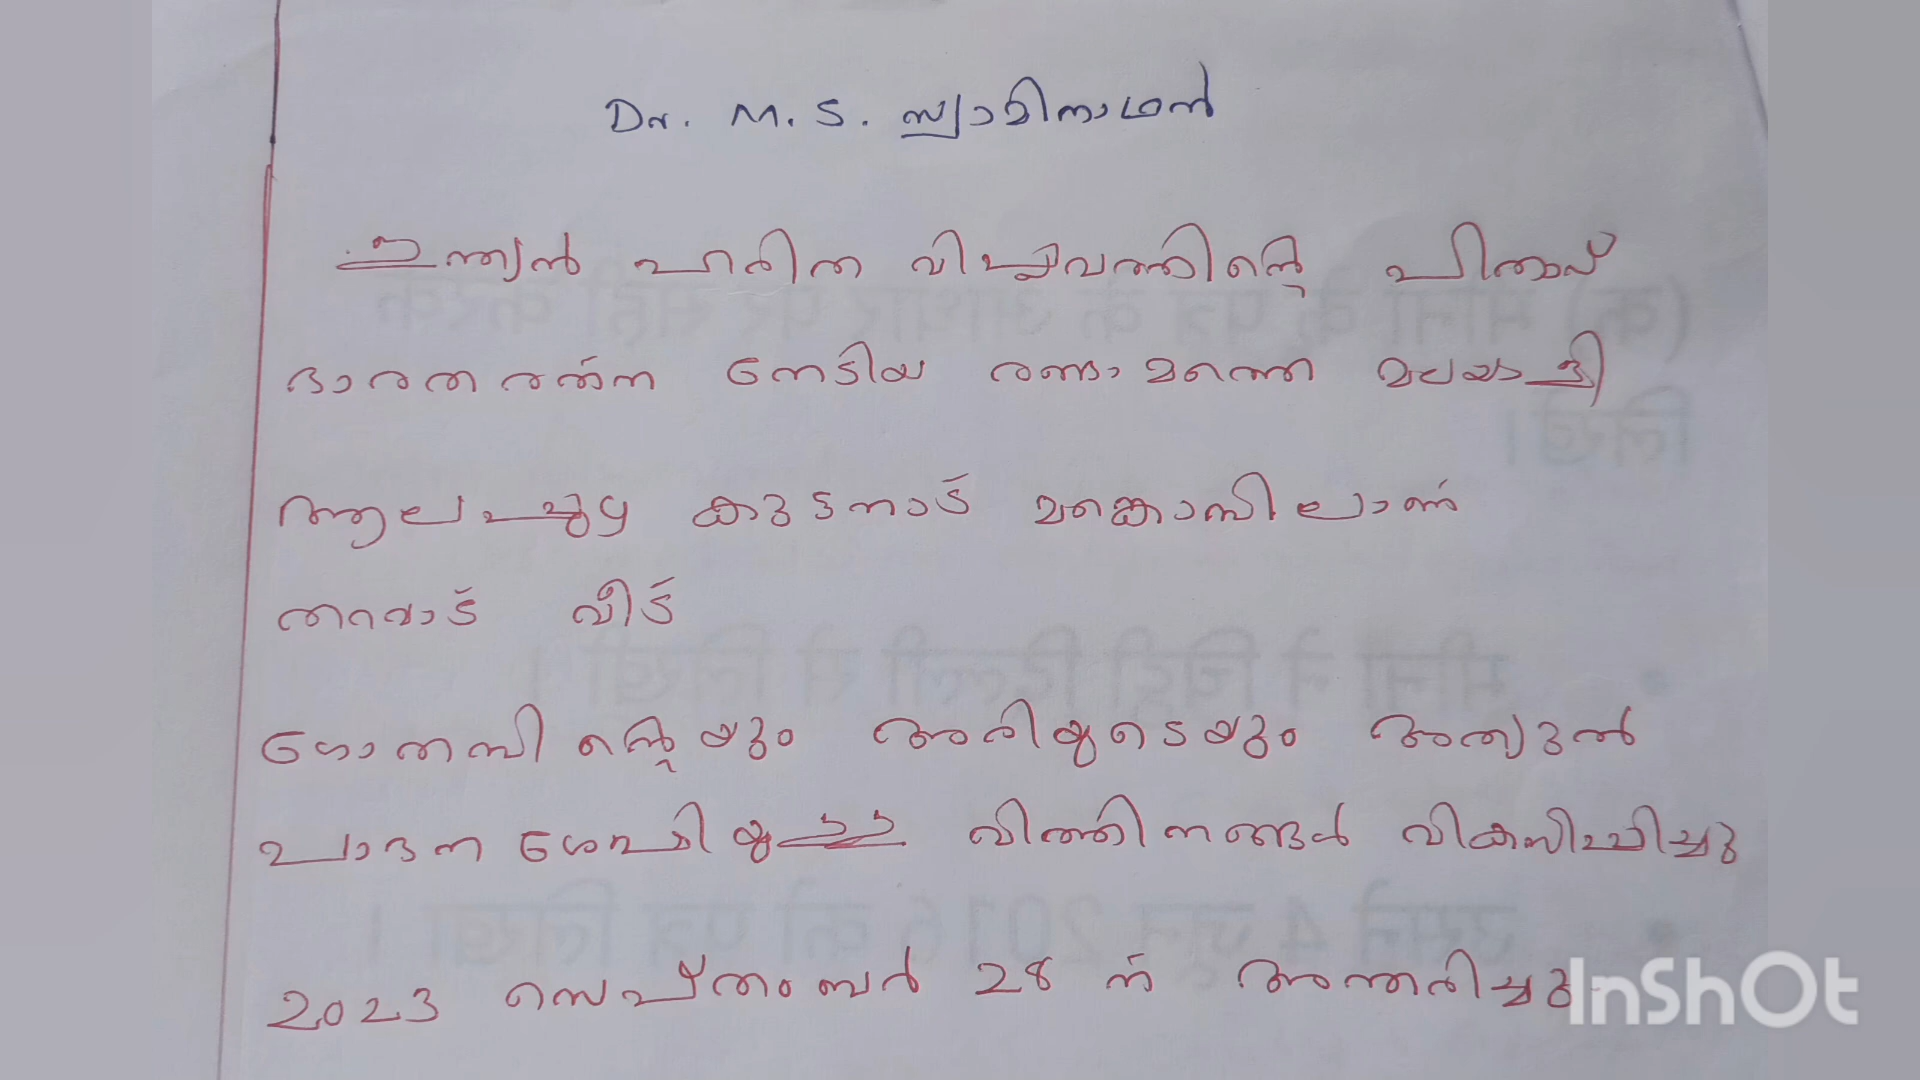 Dr. M. S. സ്വാമിനാഥൻ
ഇന്ത്യൻ ഹരിത വിപ്ലവത്തിന്റെ പിതാവ്
ഭാരതരത്ന നേടിയ രണ്ടാമത്തെ മലയാളി
ആലപ്പുഴ കുട്ടനാട് മങ്കൊമ്പിലാണ്
തറവാട് വീട്
ഗോതമ്പിന്റെയും അരിയുടെയും അത്യുൽ
പാദന ശേഷിയുള്ള വിത്തിനങ്ങൾ വികസിപ്പിച്ചു
2023 സെപ്തംബർ 28 ന് അന്തരിച്ചു
InShOt